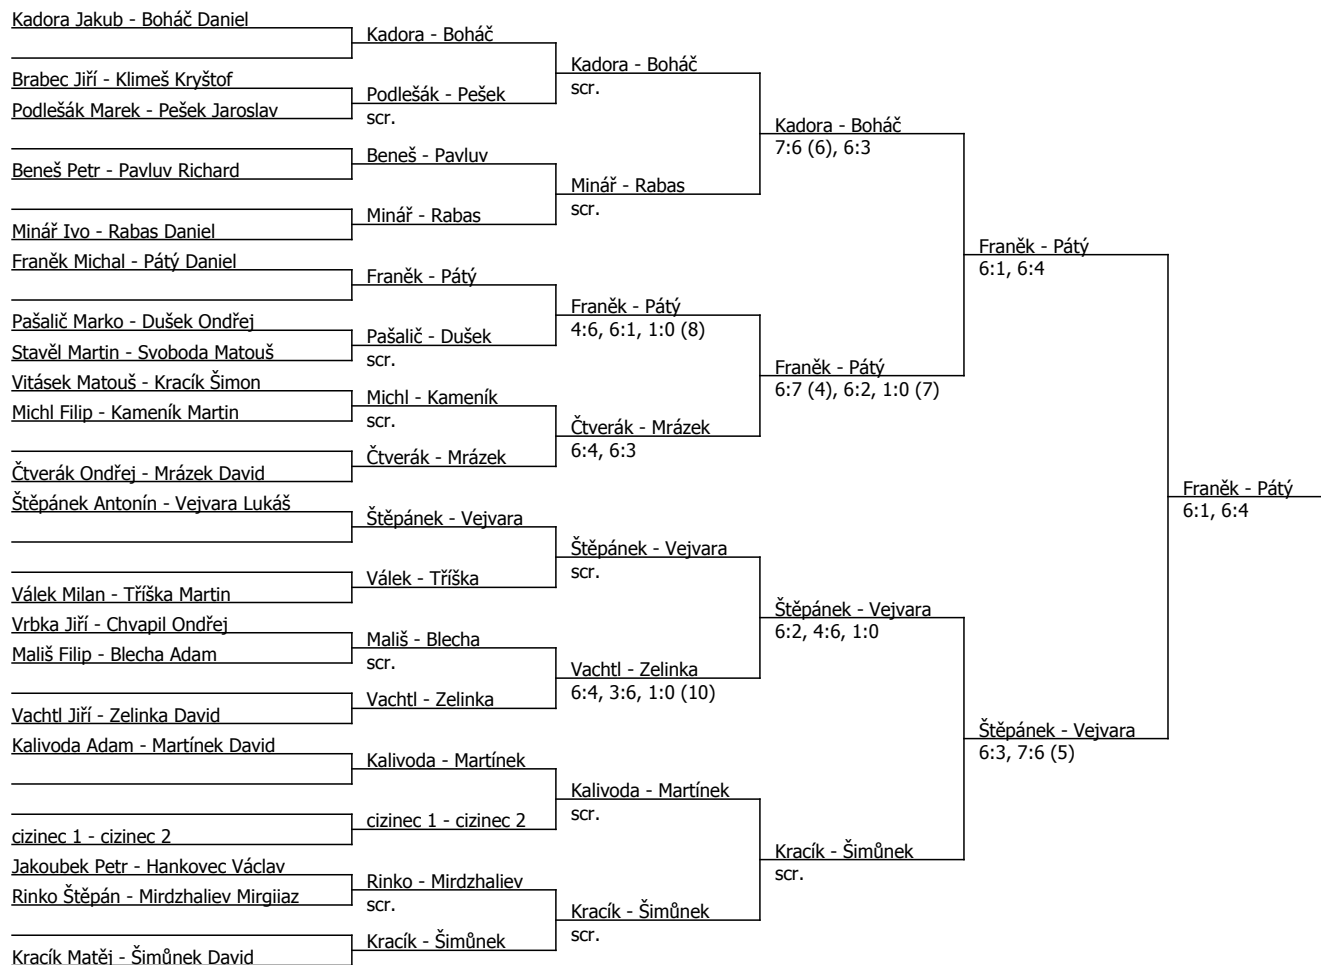 Kadora Jakub - Boháč Daniel
Brabec Jiří - Klimeš Kryštof
Podlešák Marek - Pešek Jaroslav
Beneš Petr - Pavluv Richard
Minář Ivo - Rabas Daniel
Franěk Michal - Pátý Daniel
Pašalič Marko - Dušek Ondřej
Stavěl Martin - Svoboda Matouš
Vitásek Matouš - Kracík Šimon
Michl Filip - Kameník Martin
Čtverák Ondřej - Mrázek David
Štěpánek Antonín - Vejvara Lukáš
Válek Milan - Tříška Martin
Vrbka Jiří - Chvapil Ondřej
Mališ Filip - Blecha Adam
Vachtl Jiří - Zelinka David
Kalivoda Adam - Martínek David
cizinec 1 - cizinec 2
Jakoubek Petr - Hankovec Václav
Rinko Štěpán - Mirdzhaliev Mirgiiaz
Kracík Matěj - Šimůnek David
Kadora - Boháč
Podlešák - Pešek
scr.
Beneš - Pavluv
Minář - Rabas
Franěk - Pátý
Pašalič - Dušek
scr.
Michl - Kameník
scr.
Čtverák - Mrázek
Štěpánek - Vejvara
Válek - Tříška
Mališ - Blecha
scr.
Vachtl - Zelinka
Kalivoda - Martínek
cizinec 1 - cizinec 2
Rinko - Mirdzhaliev
scr.
Kracík - Šimůnek
Kadora - Boháč
scr.
Minář - Rabas
scr.
Franěk - Pátý
4:6, 6:1, 1:0 (8)
Čtverák - Mrázek
6:4, 6:3
Štěpánek - Vejvara
scr.
Vachtl - Zelinka
6:4, 3:6, 1:0 (10)
Kalivoda - Martínek
scr.
Kracík - Šimůnek
scr.
Kadora - Boháč
7:6 (6), 6:3
Franěk - Pátý
6:7 (4), 6:2, 1:0 (7)
Štěpánek - Vejvara
6:2, 4:6, 1:0
Kracík - Šimůnek
scr.
Franěk - Pátý
6:1, 6:4
Štěpánek - Vejvara
6:3, 7:6 (5)
Franěk - Pátý
6:1, 6:4